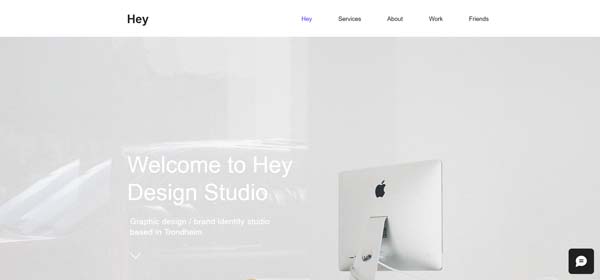 Hey
Hey
Services
About
Work
Friends
Welcome to Hey
Design Studio
Graphic design / brand identity studio
based in Trondheim.